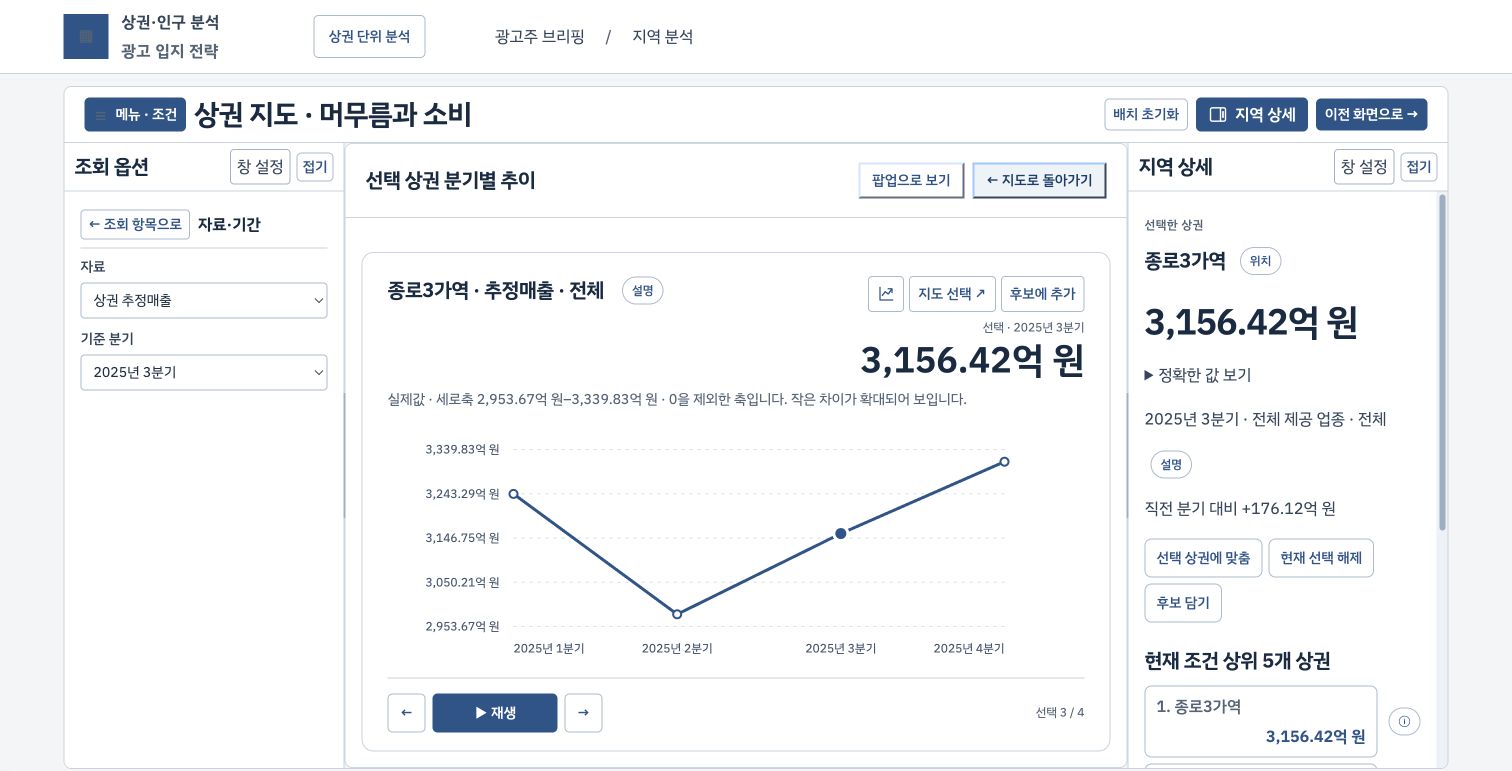 상권·인구 분석
광고 입지 전략
상권 단위 분석
광고주 브리핑 / 지역 분석
≡ 메뉴 · 조건
상권 지도 · 머무름과 소비
배치 초기화
지역 상세
이전 화면으로 →
조회 옵션
창 설정
접기
← 조회 항목으로
자료·기간
자료
상권 추정매출
기준 분기
2025년 3분기
선택 상권 분기별 추이
팝업으로 보기
← 지도로 돌아가기
종로3가역 · 추정매출 · 전체
설명
지도 선택 ↗
후보에 추가
선택 · 2025년 3분기
3,156.42억 원
실제값 · 세로축 2,953.67억 원–3,339.83억 원 · 0을 제외한 축입니다. 작은 차이가 확대되어 보입니다.
3,339.83억 원
3,243.29억 원
3,146.75억 원
3,050.21억 원
2,953.67억 원
2025년 1분기
2025년 2분기
2025년 3분기
2025년 4분기
←
▶ 재생
→
선택 3 / 4
지역 상세
창 설정
접기
선택한 상권
종로3가역
위치
3,156.42억 원
▶ 정확한 값 보기
2025년 3분기 · 전체 제공 업종 · 전체
설명
직전 분기 대비 +176.12억 원
선택 상권에 맞춤
현재 선택 해제
후보 담기
현재 조건 상위 5개 상권
1. 종로3가역
3,156.42억 원
ⓘ